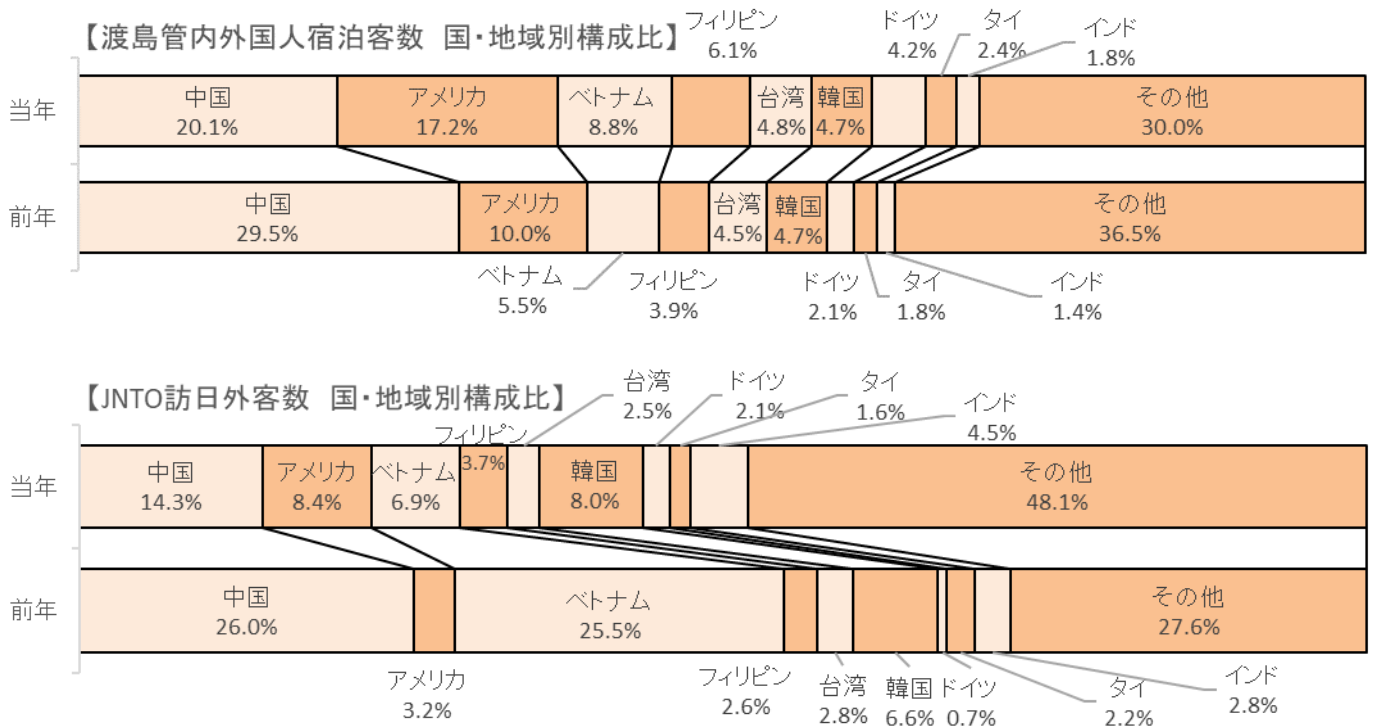 【渡島管内外国人宿泊客数 国・地域別構成比】
フィリピン
6.1%
ドイツ
4.2%
タイ
2.4%
インド
1.8%
当年
中国
20.1%
アメリカ
17.2%
ベトナム
8.8%
台湾
4.8%
韓国
4.7%
その他
30.0%
前年
中国
29.5%
アメリカ
10.0%
台湾
4.5%
韓国
4.7%
その他
36.5%
ベトナム
5.5%
フィリピン
3.9%
ドイツ
2.1%
タイ
1.8%
インド
1.4%
【JNTO訪日外客数 国・地域別構成比】
台湾
2.5%
ドイツ
2.1%
タイ
1.6%
インド
4.5%
当年
中国
14.3%
アメリカ
8.4%
ベトナム
6.9%
フィリピン
3.7%
韓国
8.0%
その他
48.1%
前年
中国
26.0%
ベトナム
25.5%
その他
27.6%
アメリカ
3.2%
フィリピン
2.6%
台湾
2.8%
韓国
6.6%
ドイツ
0.7%
タイ
2.2%
インド
2.8%